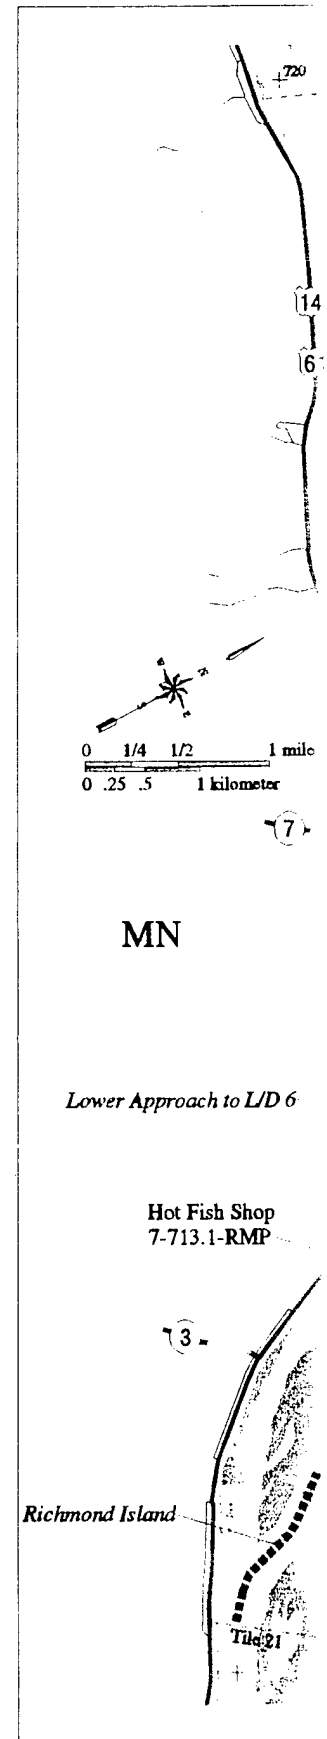 720
14
6
0 1/4 1/2 1 mile
0 .25 .5 1 kilometer
7
MN
Lower Approach to L/D 6
Hot Fish Shop
7-713.1-RMP
3
Richmond Island
Tile 21